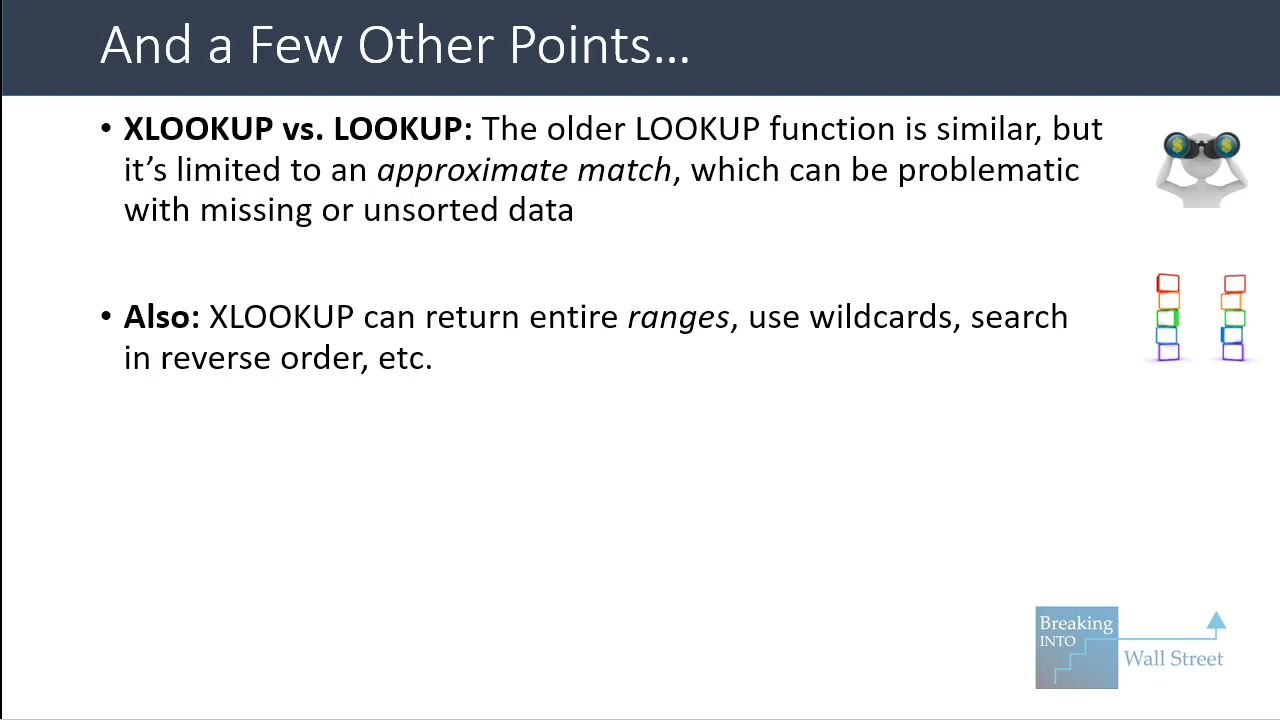 And a Few Other Points…
• XLOOKUP vs. LOOKUP: The older LOOKUP function is similar, but
it’s limited to an approximate match, which can be problematic
with missing or unsorted data
• Also: XLOOKUP can return entire ranges, use wildcards, search
in reverse order, etc.
Breaking
INTO
Wall Street